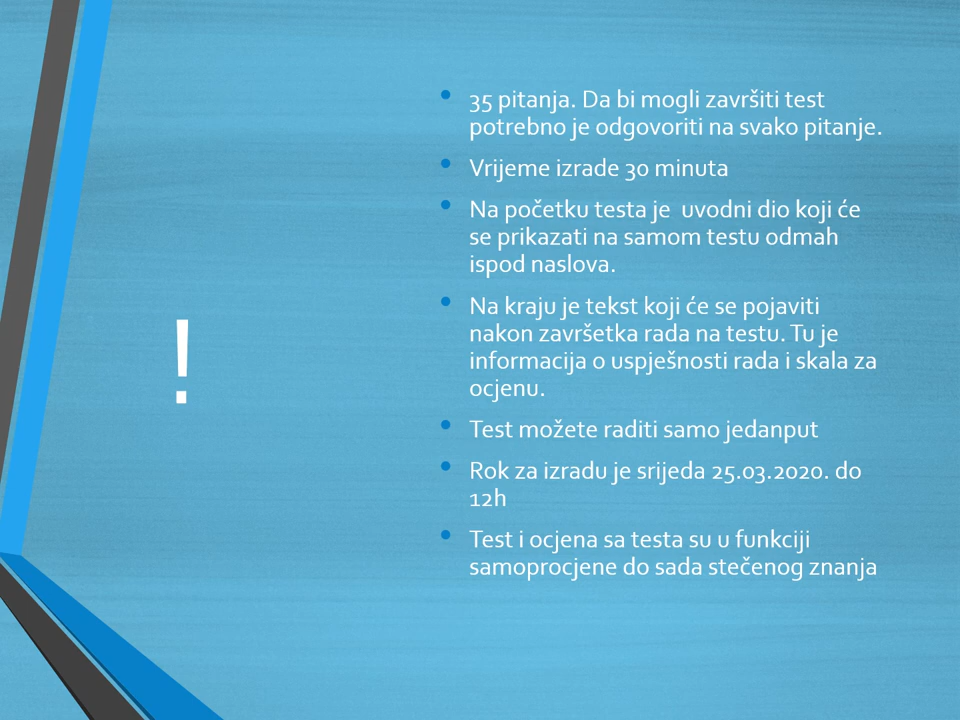 !
• 35 pitanja. Da bi mogli završiti test
potrebno je odgovoriti na svako pitanje.
• Vrijeme izrade 30 minuta
• Na početku testa je  uvodni dio koji će
se prikazati na samom testu odmah
ispod naslova.
• Na kraju je tekst koji će se pojaviti
nakon završetka rada na testu. Tu je
informacija o uspješnosti rada i skala za
ocjenu.
• Test možete raditi samo jedanput
• Rok za izradu je srijeda 25.03.2020. do
12h
• Test i ocjena sa testa su u funkciji
samoprocjene do sada stečenog znanja